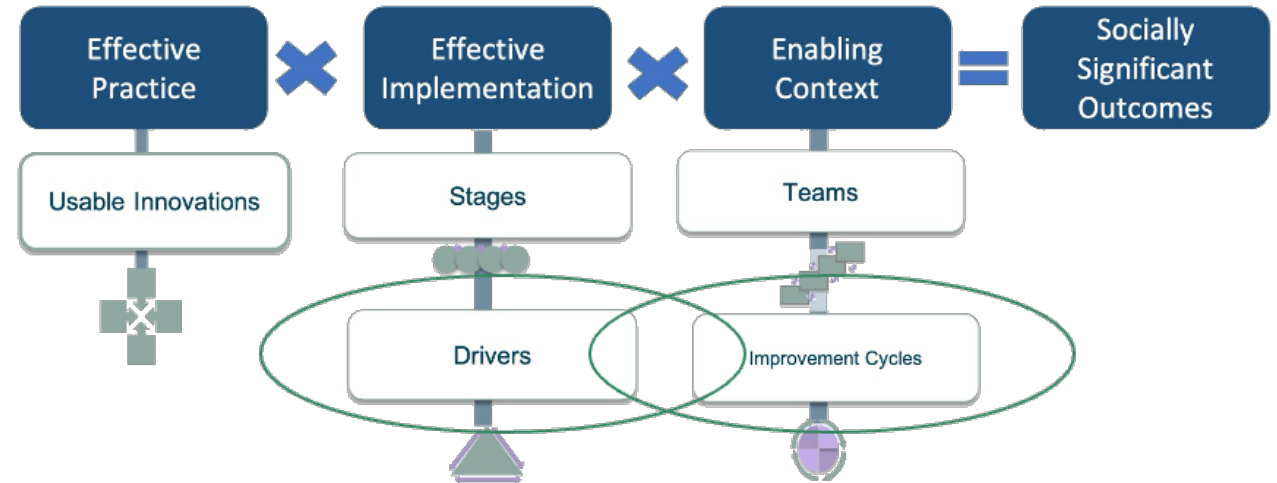 Effective
Practice
Effective
Implementation
Enabling
Context
Socially
Significant
Outcomes
Usable Innovations
Stages
Teams
Drivers
Improvement Cycles